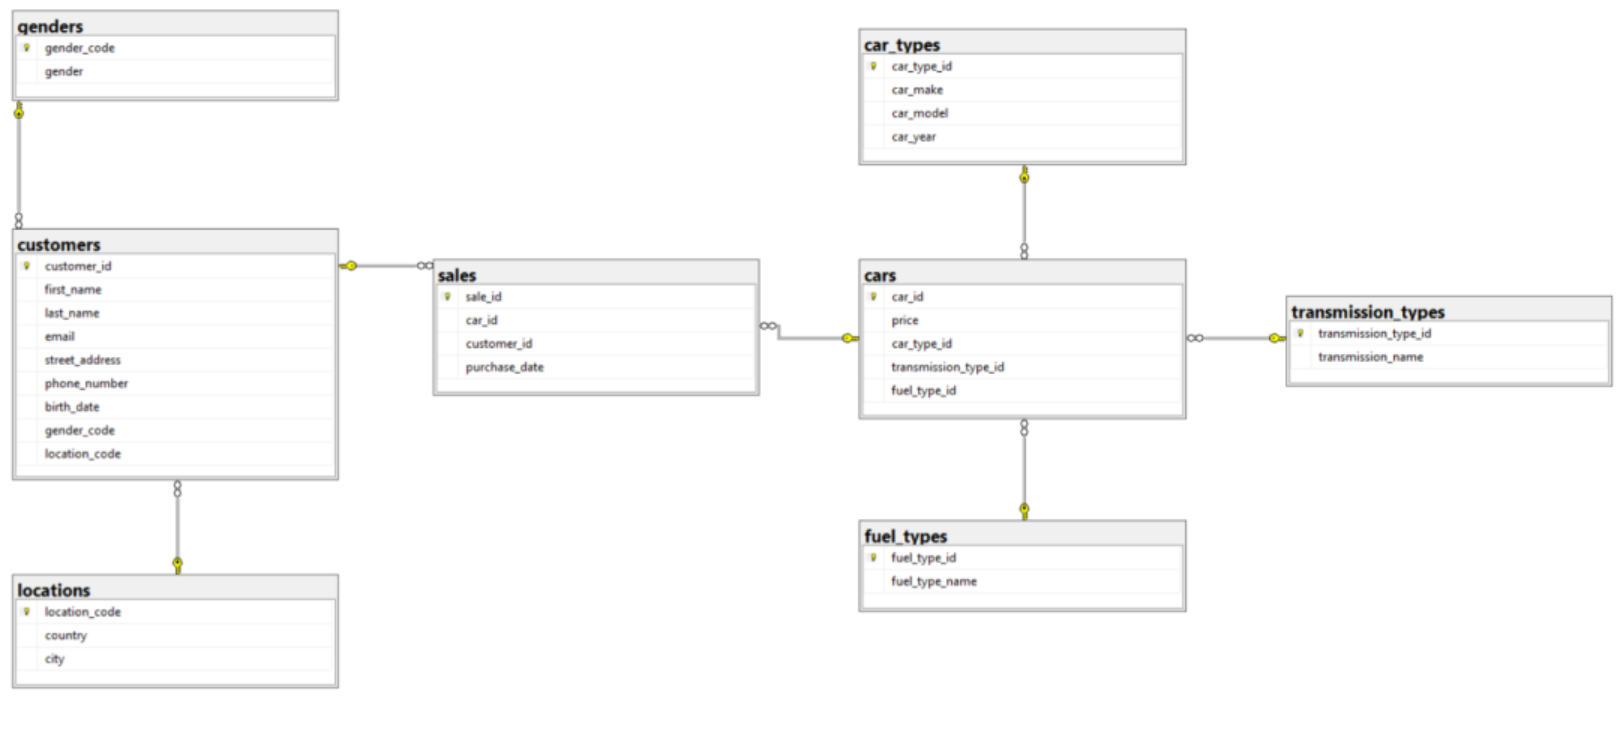 genders
gender_code
gender
customers
customer_id
first_name
last_name
email
street_address
phone_number
birth_date
gender_code
location_code
locations
location_code
country
city
sales
sale_id
car_id
customer_id
purchase_date
car_types
car_type_id
car_make
car_model
car_year
cars
car_id
price
car_type_id
transmission_type_id
fuel_type_id
fuel_types
fuel_type_id
fuel_type_name
transmission_types
transmission_type_id
transmission_name